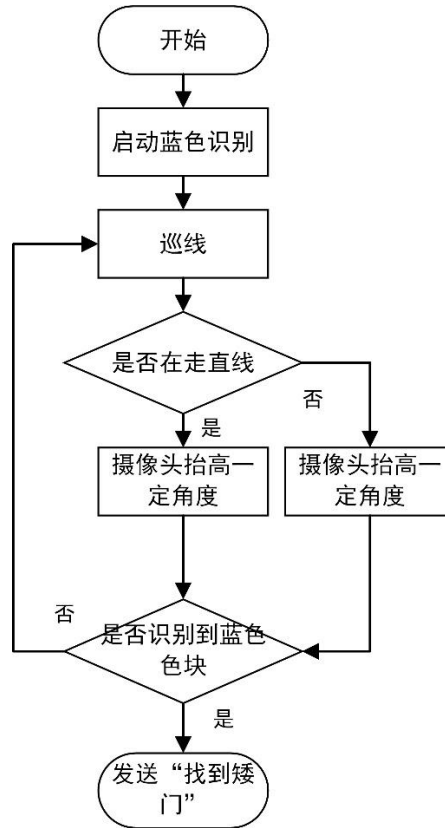 开始
启动蓝色识别
巡线
是否在走直线
否
是
摄像头抬高一
定角度
摄像头抬高一
定角度
否
是否识别到蓝色
色块
是
发送“找到矮
门”